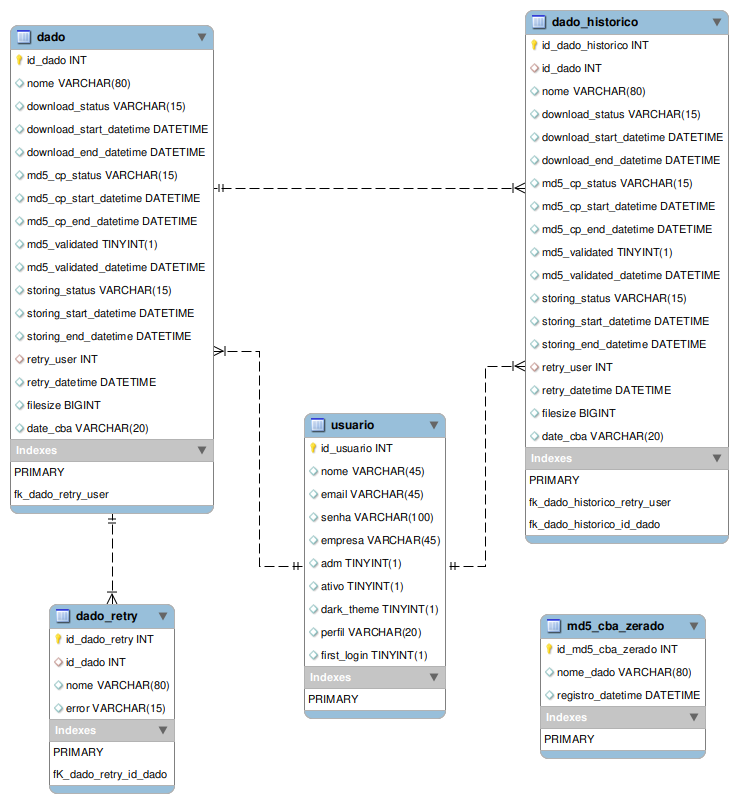 dado
id_dado INT
nome VARCHAR(80)
download_status VARCHAR(15)
download_start_datetime DATETIME
download_end_datetime DATETIME
md5_cp_status VARCHAR(15)
md5_cp_start_datetime DATETIME
md5_cp_end_datetime DATETIME
md5_validated TINYINT(1)
md5_validated_datetime DATETIME
storing_status VARCHAR(15)
storing_start_datetime DATETIME
storing_end_datetime DATETIME
retry_user INT
retry_datetime DATETIME
filesize BIGINT
date_cba VARCHAR(20)
Indexes
PRIMARY
fk_dado_retry_user
dado_historico
id_dado_historico INT
id_dado INT
nome VARCHAR(80)
download_status VARCHAR(15)
download_start_datetime DATETIME
download_end_datetime DATETIME
md5_cp_status VARCHAR(15)
md5_cp_start_datetime DATETIME
md5_cp_end_datetime DATETIME
md5_validated TINYINT(1)
md5_validated_datetime DATETIME
storing_status VARCHAR(15)
storing_start_datetime DATETIME
storing_end_datetime DATETIME
retry_user INT
retry_datetime DATETIME
filesize BIGINT
date_cba VARCHAR(20)
Indexes
PRIMARY
fk_dado_historico_retry_user
fk_dado_historico_id_dado
usuario
id_usuario INT
nome VARCHAR(45)
email VARCHAR(45)
senha VARCHAR(100)
empresa VARCHAR(45)
adm TINYINT(1)
ativo TINYINT(1)
dark_theme TINYINT(1)
perfil VARCHAR(20)
first_login TINYINT(1)
Indexes
PRIMARY
dado_retry
id_dado_retry INT
id_dado INT
nome VARCHAR(80)
error VARCHAR(15)
Indexes
PRIMARY
fK_dado_retry_id_dado
md5_cba_zerado
id_md5_cba_zerado INT
nome_dado VARCHAR(80)
registro_datetime DATETIME
Indexes
PRIMARY